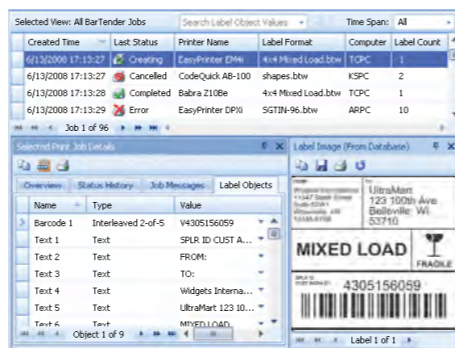 Selected View: All BarTender Jobs Search Label Object Values Time Span: All
Created Time Last Status Printer Name Label Format Computer Label Count
6/13/2008 17:13:27 Creating EasyPrinter EM4i 4x4 Mixed Load.btw TCPC 1
6/13/2008 17:13:27 Cancelled CodeQuick AB-100 shapes.btw KSPC 2
6/13/2008 17:13:28 Completed Babra Z10Be 4x4 Mixed Load.btw TCPC 1
6/13/2008 17:13:29 Error EasyPrinter DPXi SGTIN-96.btw ARPC 10
Job 1 of 96
Selected Print Job Details
Overview Status History Job Messages Label Objects
Name Type Value
Barcode 1 Interleaved 2-of-5 V4305156059
Text 1 Text SPLR ID CUST A...
Text 2 Text FROM:
Text 3 Text TO:
Text 4 Text Widgets Interna...
Text 5 Text UltraMart 123 10...
Text 6 Text MIXED LOAD
Object 1 of 9
Label Image (From Database)
UltraMart
123 100th Ave
Belleville WI
53710
MIXED LOAD
FRAGILE
4305156059
Label 1 of 1